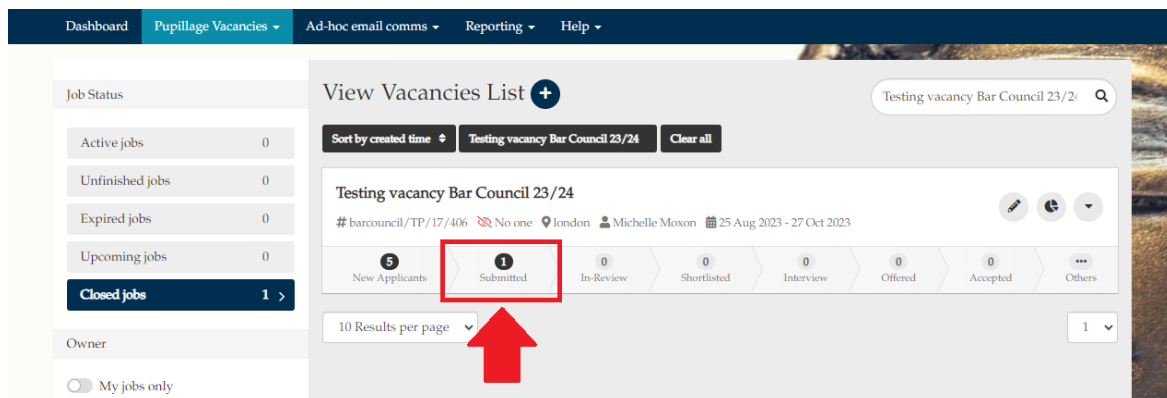 Dashboard Pupillage Vacancies Ad-hoc email comms Reporting Help
Job Status
Active jobs 0
Unfinished jobs 0
Expired jobs 0
Upcoming jobs 0
Closed jobs 1
Owner
My jobs only
View Vacancies List
Testing vacancy Bar Council 23/2
Sort by created time Testing vacancy Bar Council 23/24 Clear all
Testing vacancy Bar Council 23/24
# barcouncil/TP/17/406 No one london Michelle Moxon 25 Aug 2023 - 27 Oct 2023
5 1 0 0 0 0 0 •••
New Applicants Submitted In-Review Shortlisted Interview Offered Accepted Others
10 Results per page 1